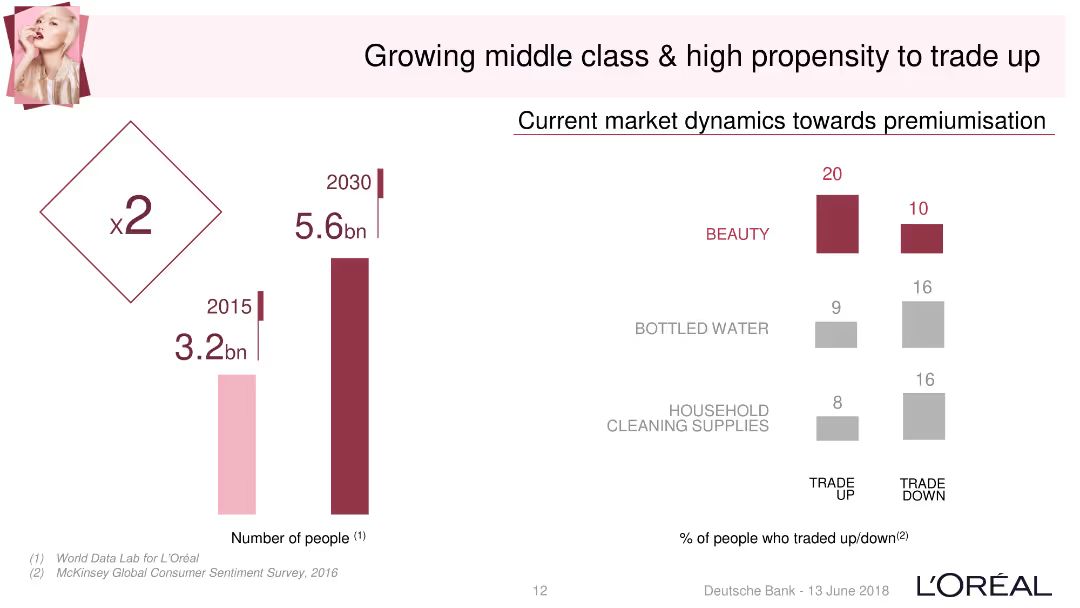 Growing middle class & high propensity to trade up
Current market dynamics towards premiumisation
x2
2030
5.6bn
2015
3.2bn
Number of people (1)
20
10
BEAUTY
16
9
BOTTLED WATER
16
8
HOUSEHOLD
CLEANING SUPPLIES
TRADE
UP
TRADE
DOWN
% of people who traded up/down(2)
(1) World Data Lab for L'Oréal
(2) McKinsey Global Consumer Sentiment Survey, 2016
12
Deutsche Bank - 13 June 2018
L'ORÉAL